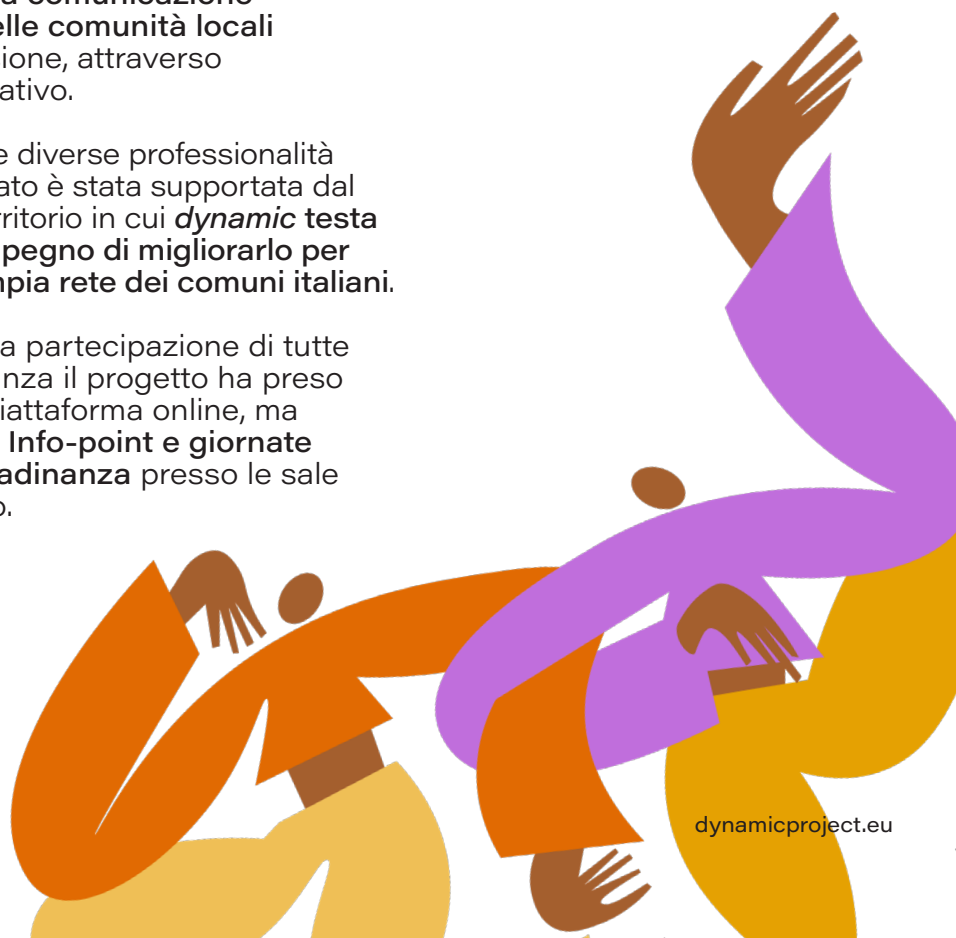 a comunicazione
elle comunità locali
ione, attraverso
ativo.
e diverse professionalità
ato è stata supportata dal
rritorio in cui dynamic testa
pegno di migliorarlo per
pia rete dei comuni italiani.
a partecipazione di tutte
nza il progetto ha preso
iattaforma online, ma
Info-point e giornate
adinanza presso le sale
o.
dynamicproject.eu